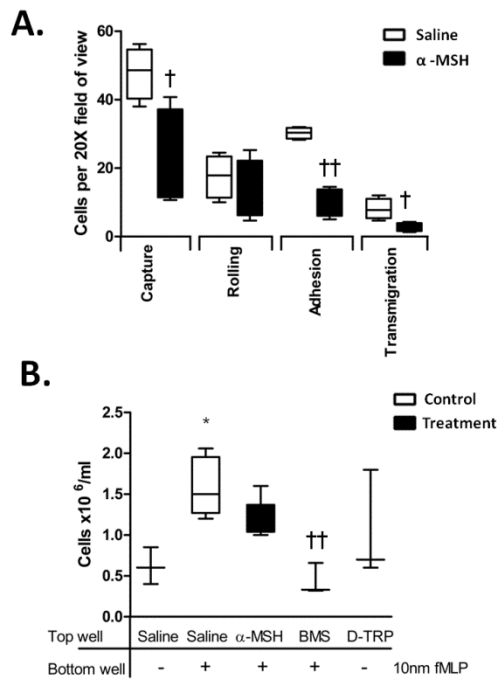 A.
Saline
α-MSH
Cells per 20X field of view
60
40
20
0
†
††
†
Capture
Rolling
Adhesion
Transmigration
B.
Control
Treatment
Cells x10 6/ml
2.5
2.0
1.5
1.0
0.5
0.0
*
††
Top well Saline Saline α-MSH BMS D-TRP
Bottom well - + + + - 10nm fMLP